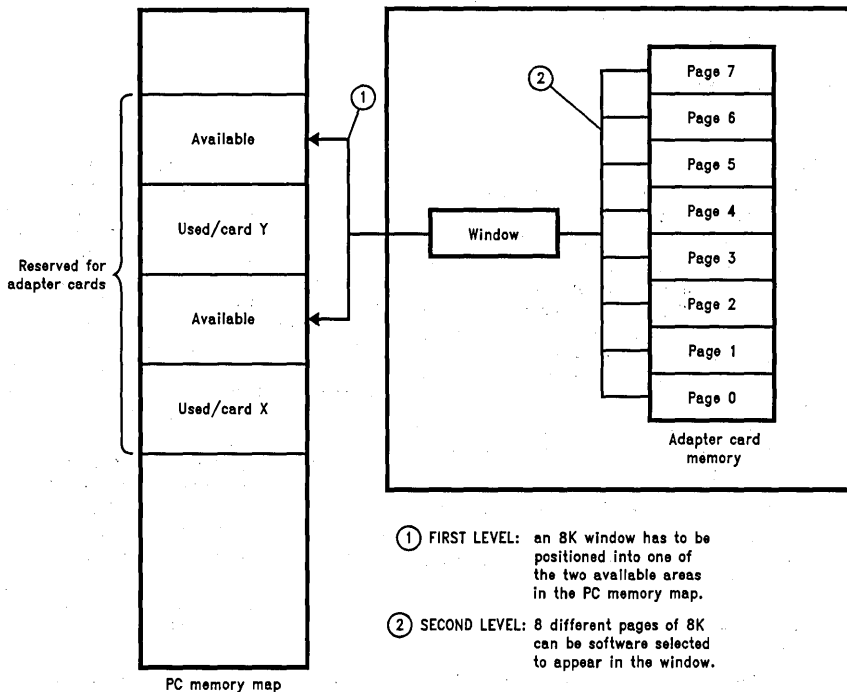 Reserved for
adapter cards
Available
Used/card Y
Available
Used/card X
PC memory map
1
Window
2
Page 7
Page 6
Page 5
Page 4
Page 3
Page 2
Page 1
Page 0
Adapter card
memory
1 FIRST LEVEL: an 8K window has to be
positioned into one of
the two available areas
in the PC memory map.
2 SECOND LEVEL: 8 different pages of 8K
can be software selected
to appear in the window.